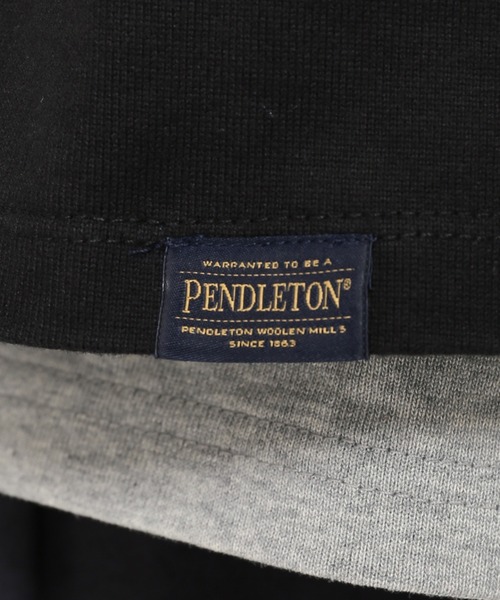 WARRANTED TO BE A
PENDLETON®
PENDLETON WOOLEN MILLS
SINCE 1863